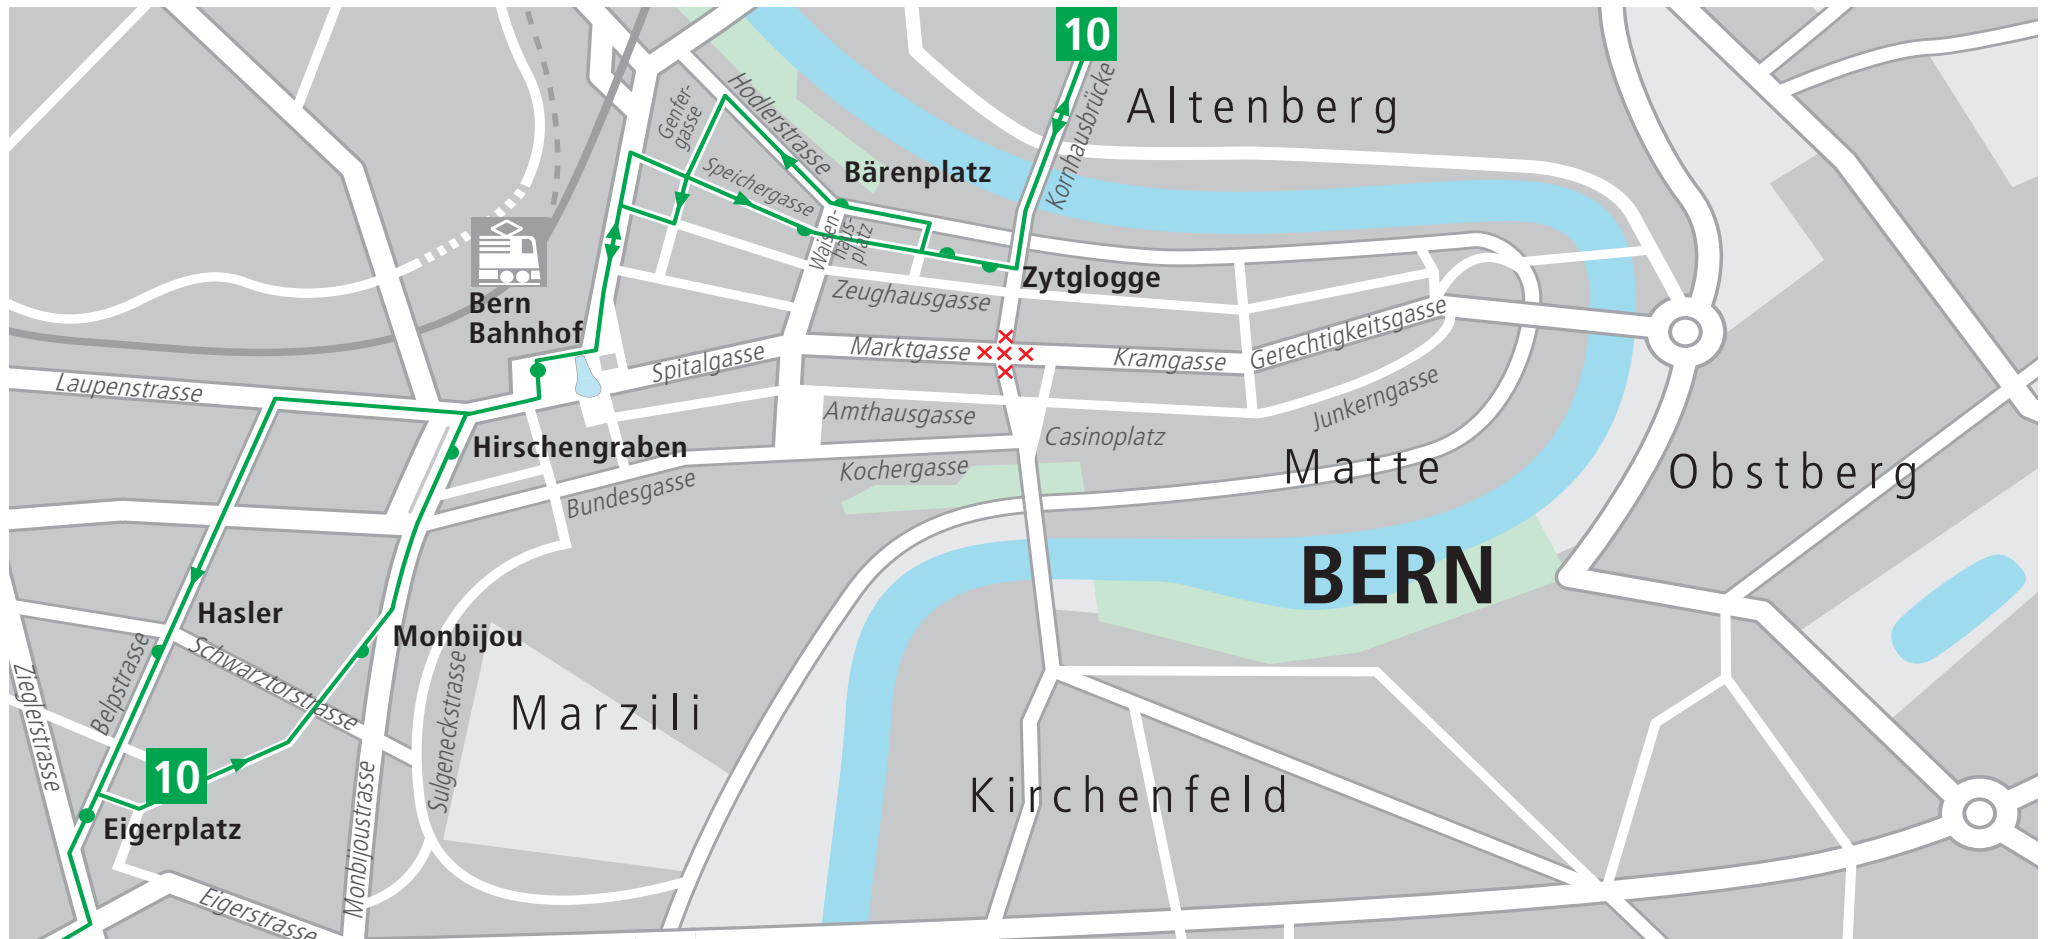 10
Altenberg
Kornhausbrücke
Hodlerstrasse
Genfer-
gasse
Speichergasse
Bärenplatz
Waisen-
haus-
platz
Zytglogge
Zeughausgasse
Bern
Bahnhof
Spitalgasse
Marktgasse
Kramgasse
Gerechtigkeitsgasse
Junkerngasse
Laupenstrasse
Amthausgasse
Casinoplatz
Hirschengraben
Kochergasse
Bundesgasse
Matte
Obstberg
BERN
Hasler
Monbijou
Belpstrasse
Schwarztorstrasse
Zieglerstrasse
Sulgeneckstrasse
Marzili
10
Eigerplatz
Monbijoustrasse
Kirchenfeld
Eigerstrasse